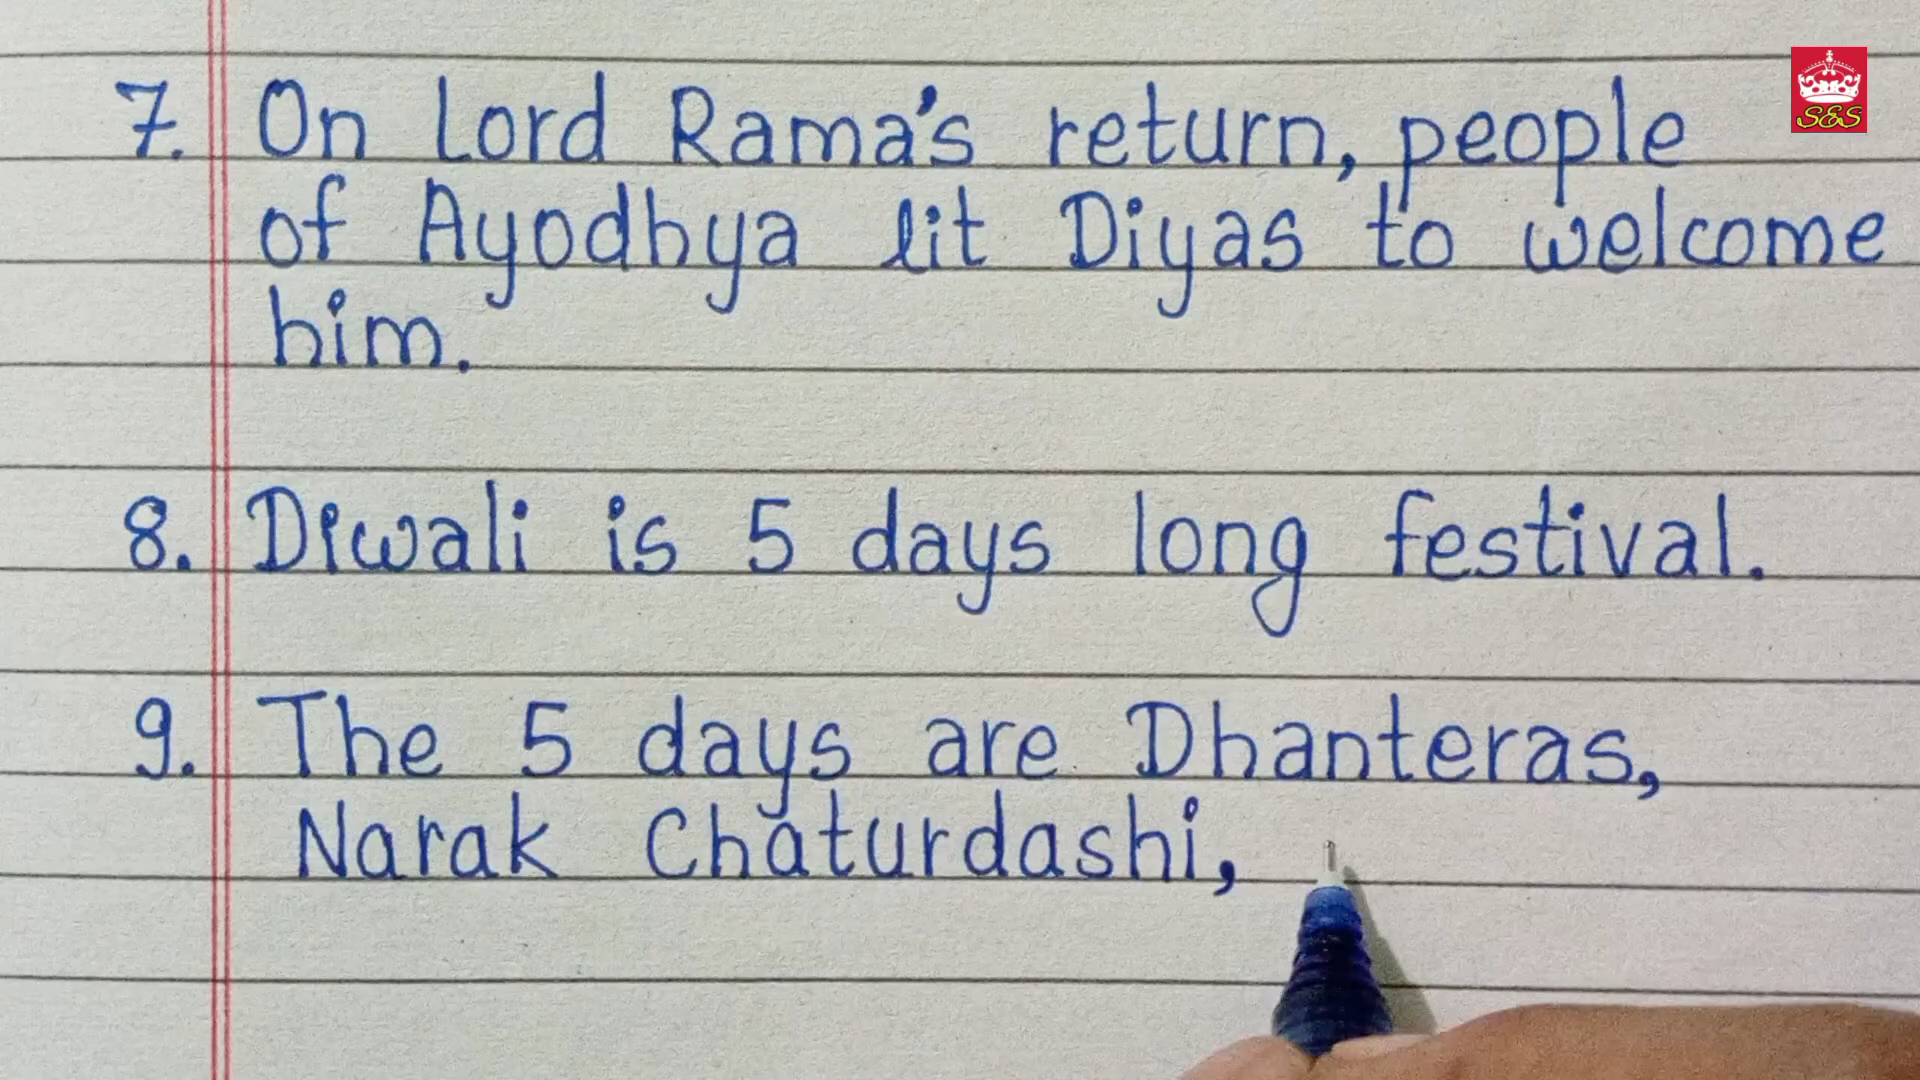 S&S
7. On Lord Rama's return, people
of Ayodhya lit Diyas to welcome
him.
8. Diwali is 5 days long festival.
9. The 5 days are Dhanteras,
Narak Chaturdashi,